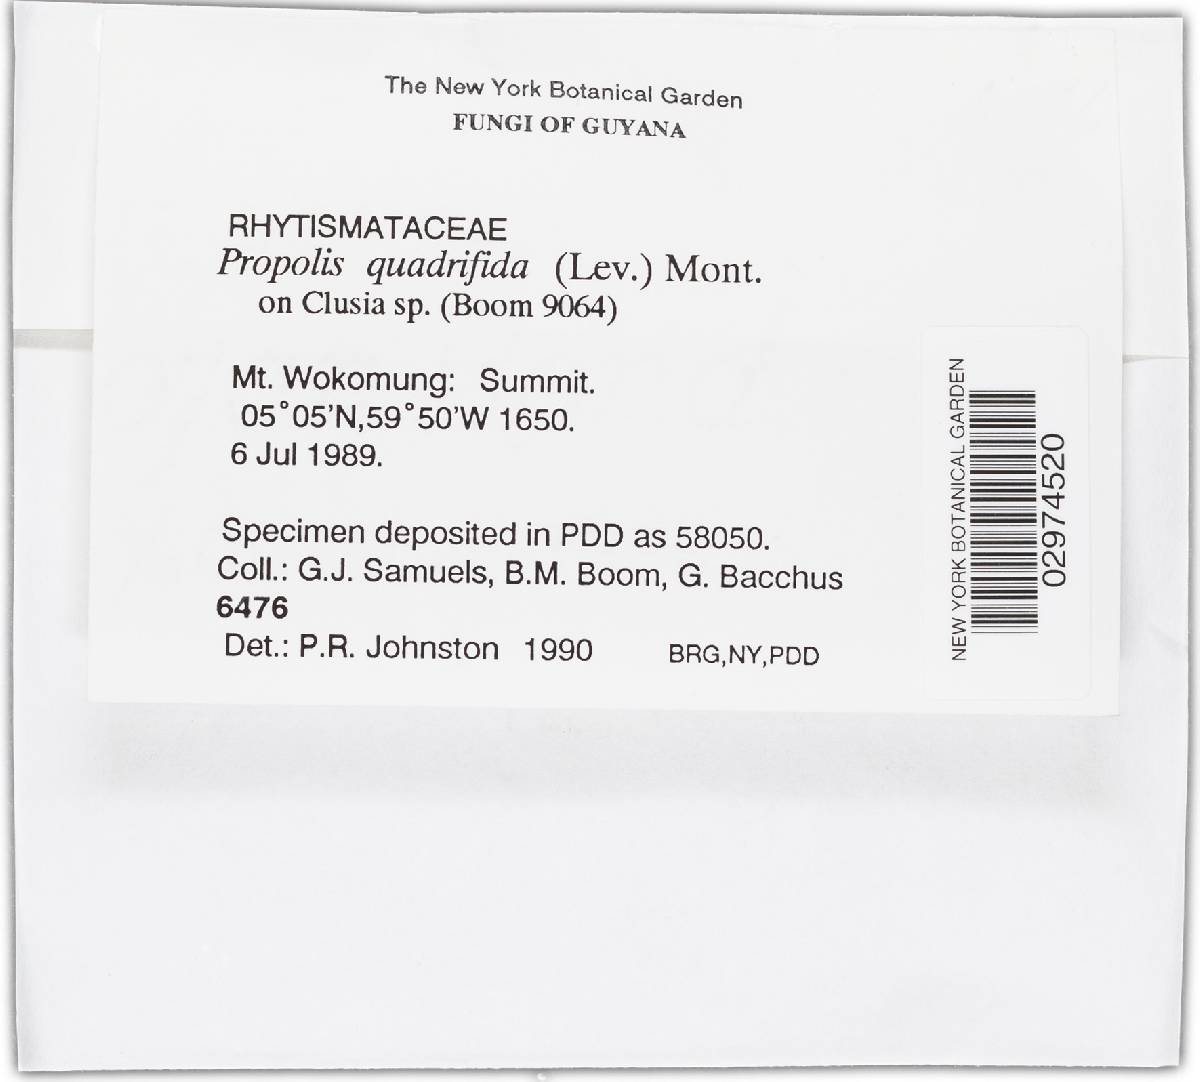 The New York Botanical Garden
FUNGI OF GUYANA
RHYTISMATACEAE
Propolis quadrifida (Lev.) Mont.
on Clusia sp. (Boom 9064)
Mt. Wokomung: Summit.
05°05'N,59°50'W 1650.
6 Jul 1989.
Specimen deposited in PDD as 58050.
Coll.: G.J. Samuels, B.M. Boom, G. Bacchus
6476
Det.: P.R. Johnston 1990 BRG,NY,PDD
NEW YORK BOTANICAL GARDEN
02974520